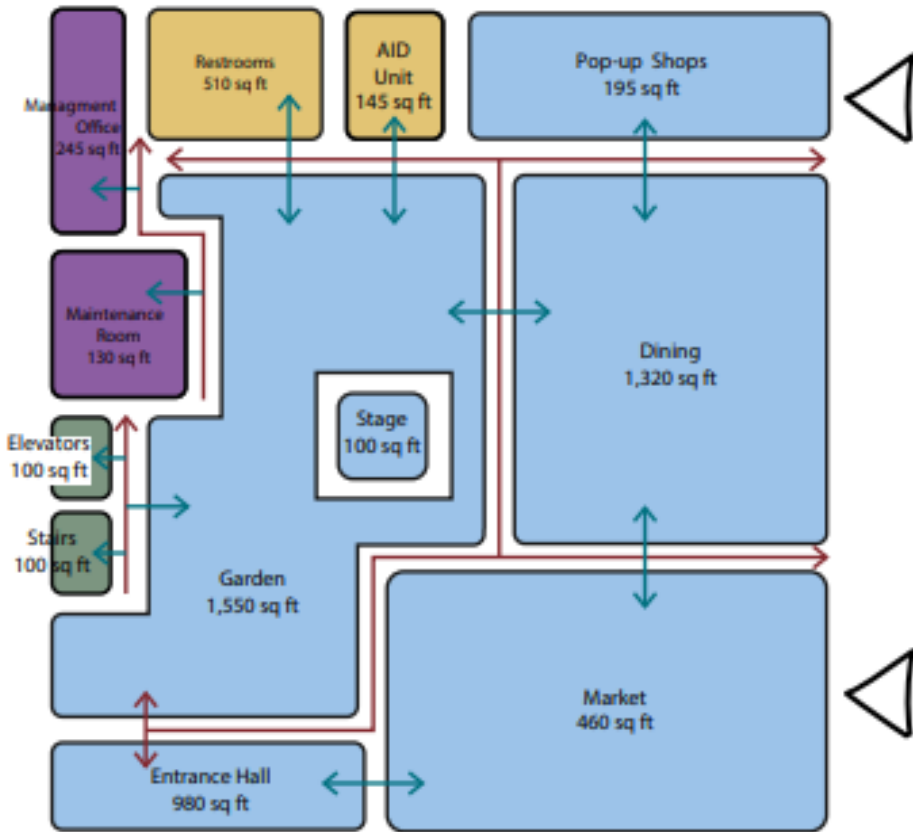 Restrooms
510 sq ft
AID
Unit
145 sq ft
Pop-up Shops
195 sq ft
Managment
Office
245 sq ft
Maintenance
Room
130 sq ft
Dining
1,320 sq ft
Stage
100 sq ft
Elevators
100 sq ft
Stairs
100 sq ft
Garden
1,550 sq ft
Market
460 sq ft
Entrance Hall
980 sq ft